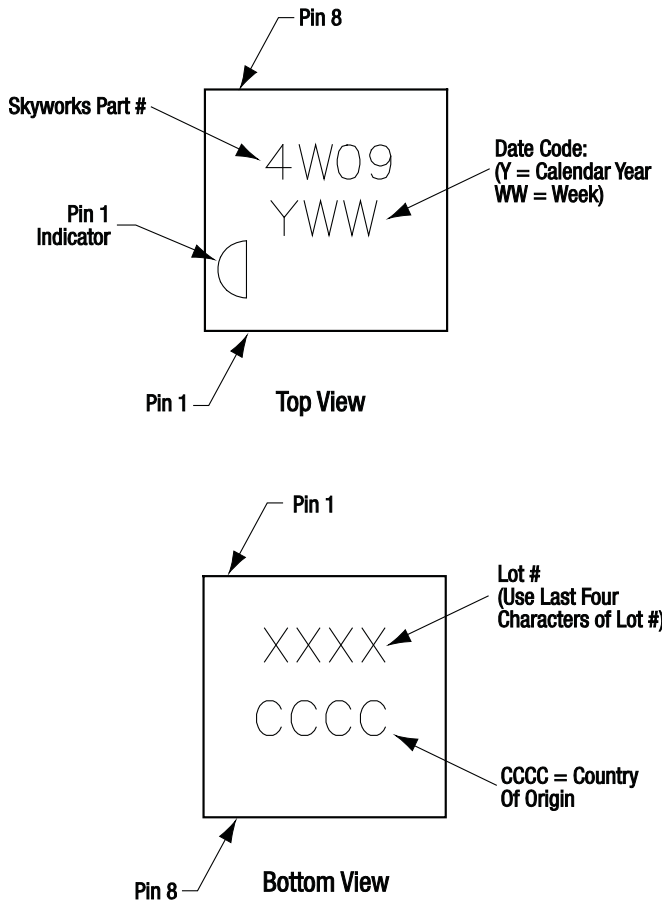 Pin 8
Skyworks Part #
4W09
Date Code:
(Y = Calendar Year
WW = Week)
YWW
Pin 1
Indicator
Pin 1
Top View
Pin 1
Lot #
(Use Last Four
Characters of Lot #)
XXXX
CCCC
CCCC = Country
Of Origin
Pin 8
Bottom View